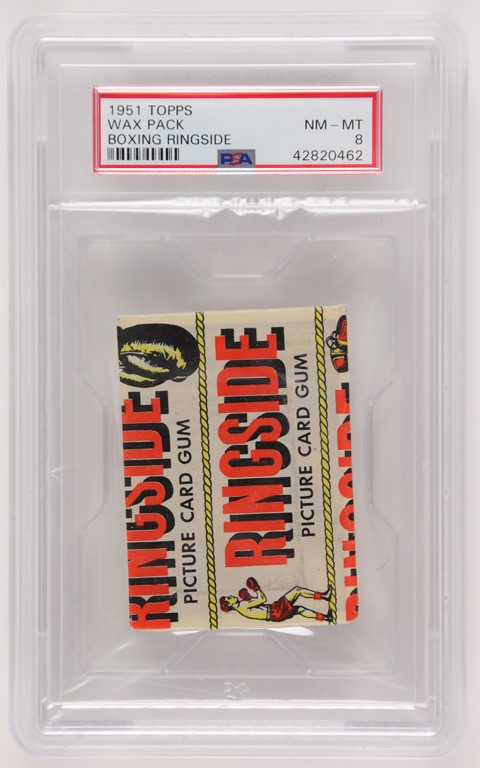 1951 TOPPS
WAX PACK
BOXING RINGSIDE
NM-MT
8
42820462
PSA
RINGSIDE
PICTURE CARD GUM
RINGSIDE
PICTURE CARD GUM
RINGSIDE